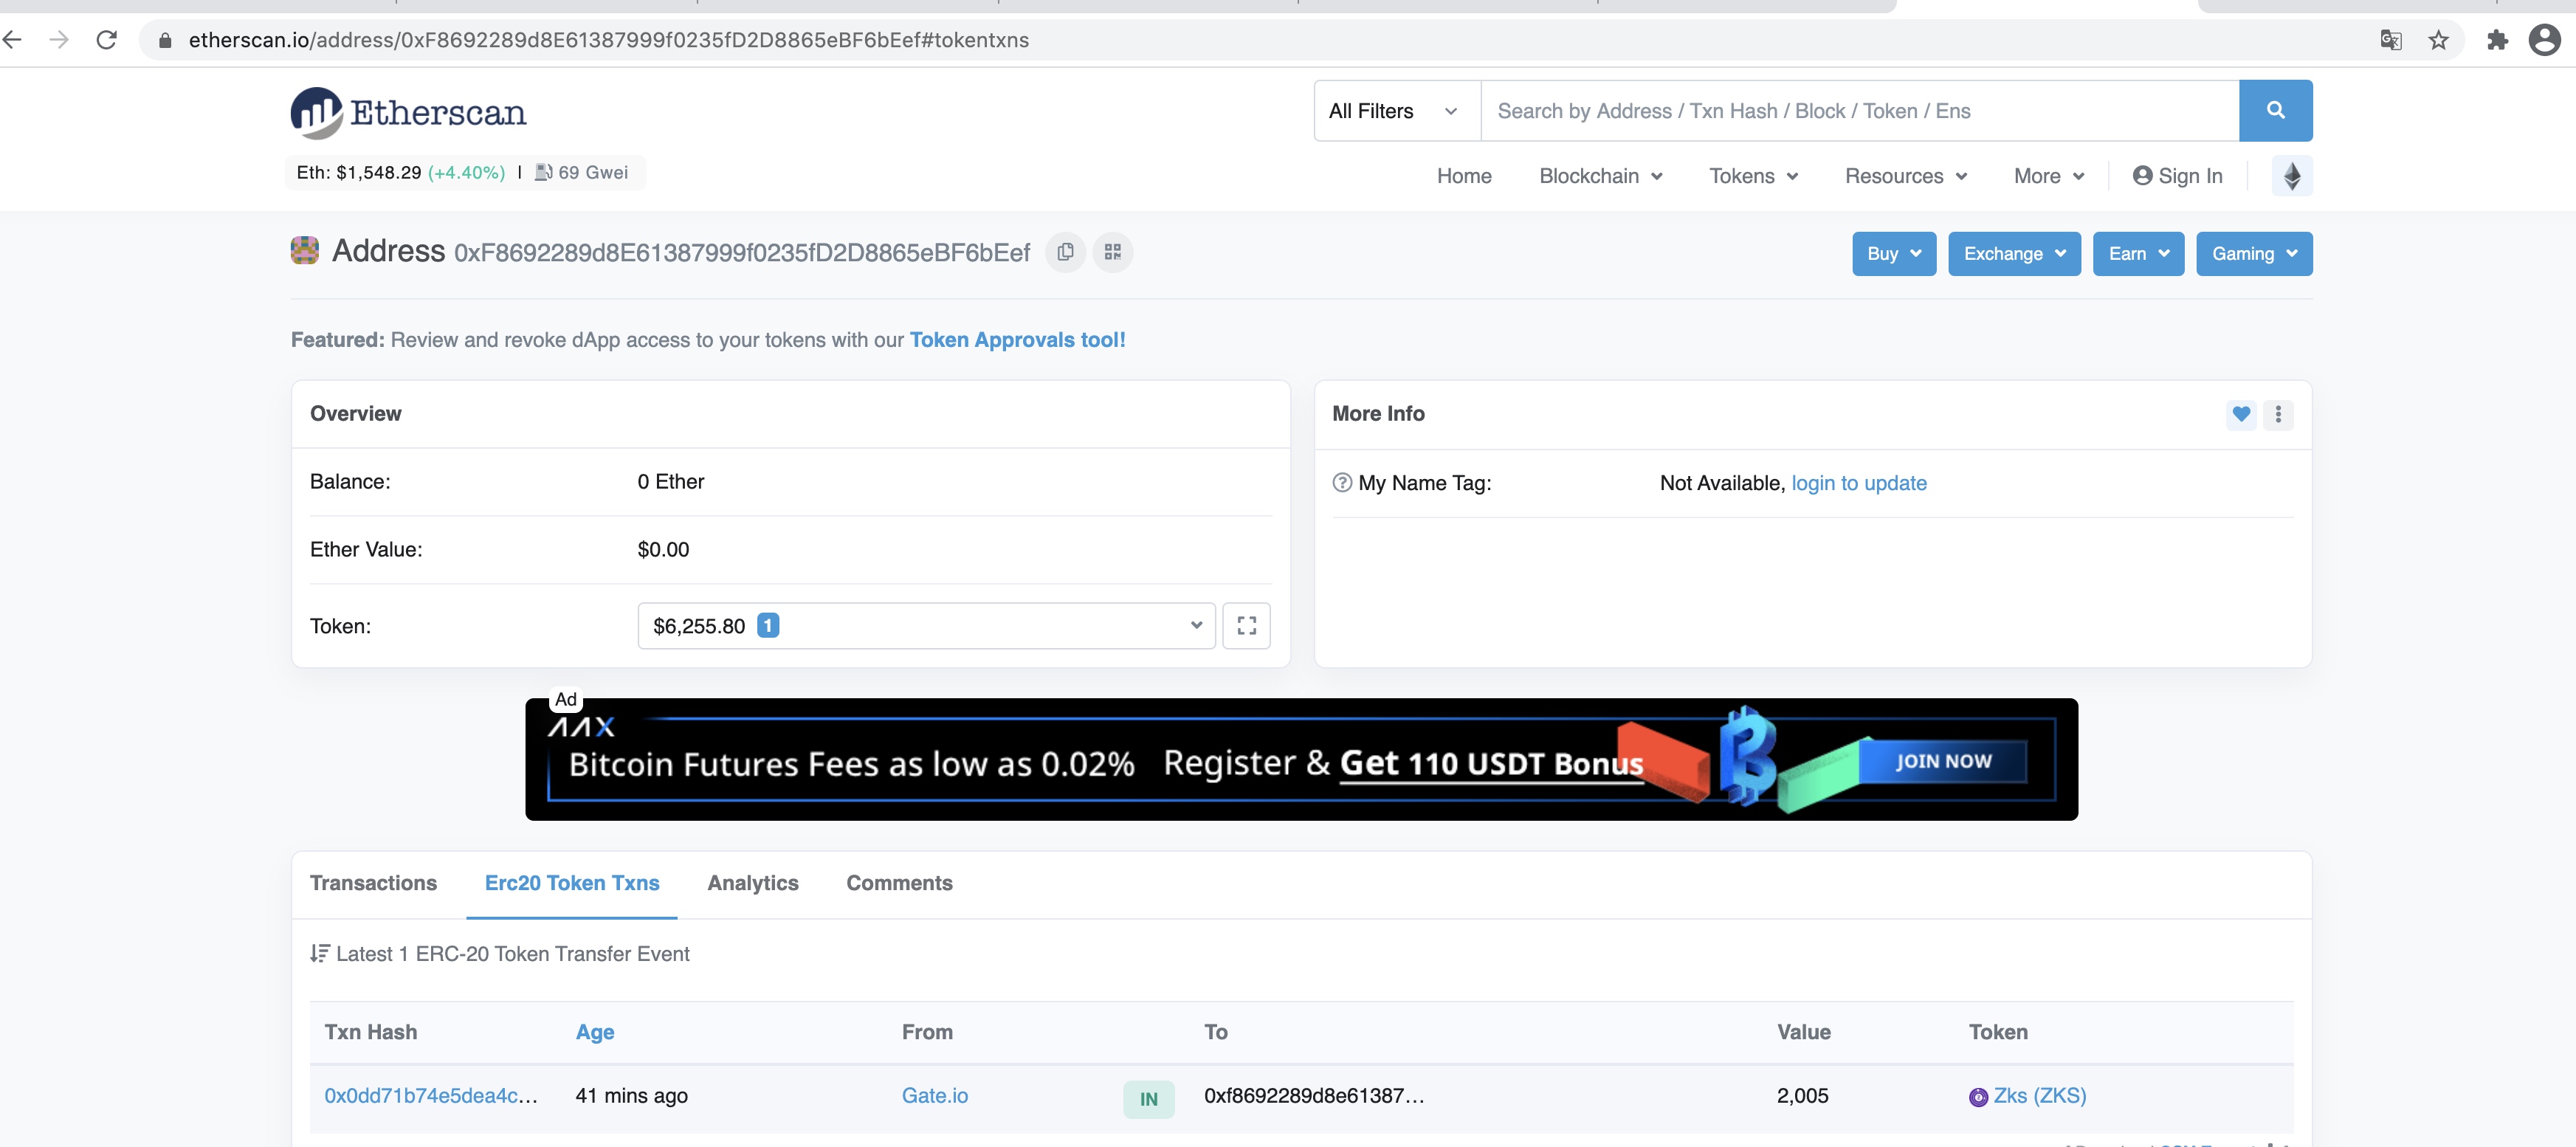 etherscan.io/address/0xF8692289d8E61387999f0235fD2D8865eBF6bEef#tokentxns
Etherscan
All Filters
Search by Address / Txn Hash / Block / Token / Ens
Eth: $1,548.29 (+4.40%) | 69 Gwei
Home Blockchain Tokens Resources More Sign In
Address 0xF8692289d8E61387999f0235fD2D8865eBF6bEef
Buy Exchange Earn Gaming
Featured: Review and revoke dApp access to your tokens with our Token Approvals tool!
Overview
Balance: 0 Ether
Ether Value: $0.00
Token: $6,255.80 1
More Info
My Name Tag: Not Available, login to update
Ad
AAX
Bitcoin Futures Fees as low as 0.02% Register & Get 110 USDT Bonus JOIN NOW
Transactions Erc20 Token Txns Analytics Comments
Latest 1 ERC-20 Token Transfer Event
Txn Hash Age From To Value Token
0x0dd71b74e5dea4c... 41 mins ago Gate.io IN 0xf8692289d8e61387... 2,005 Zks (ZKS)